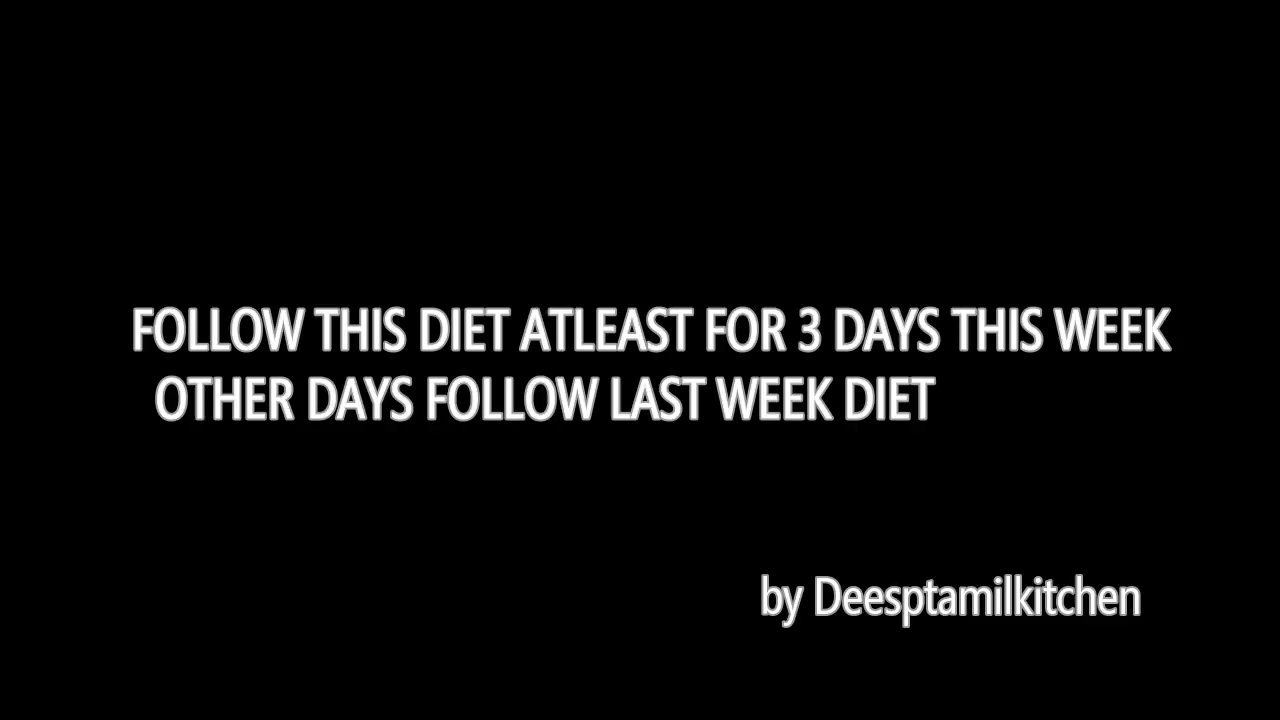 FOLLOW THIS DIET ATLEAST FOR 3 DAYS THIS WEEK
OTHER DAYS FOLLOW LAST WEEK DIET
by Deesptamilkitchen